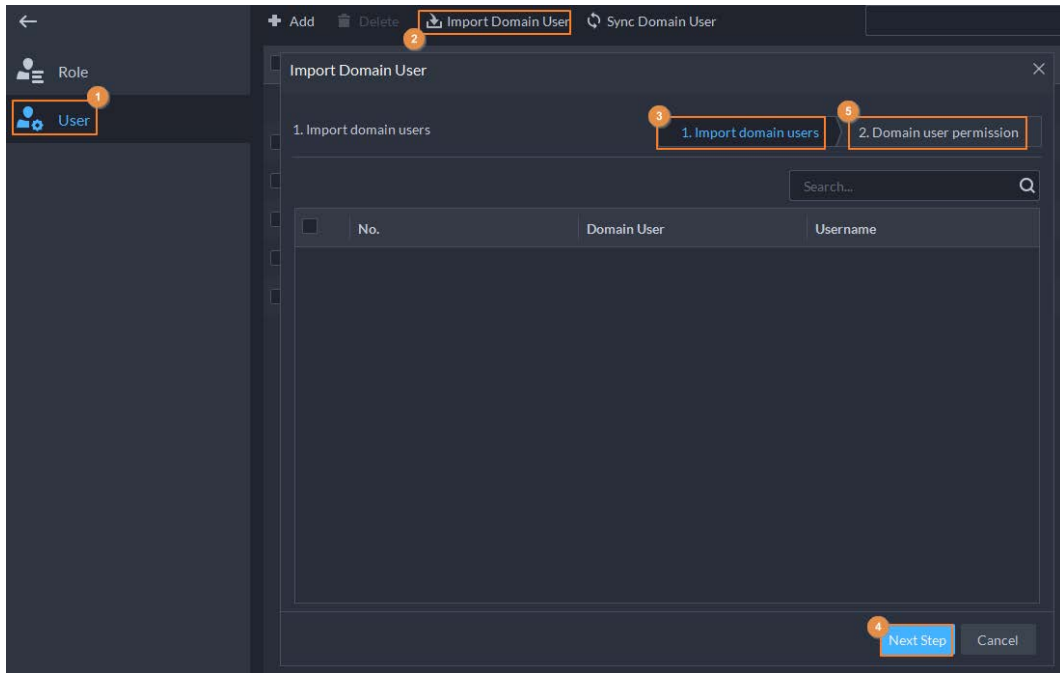 + Add Delete Import Domain User Sync Domain User
2
Role
Import Domain User
1
User
3
5
1. Import domain users
1. Import domain users
2. Domain user permission
Search...
No. Domain User Username
4
Next Step
Cancel